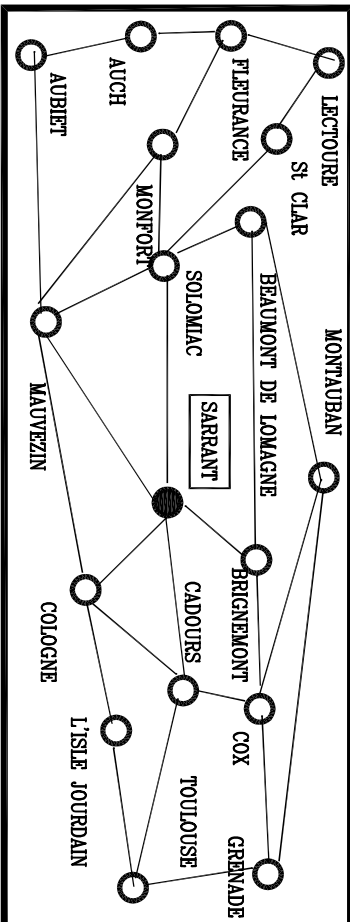 LECTOURE
St CLAR
FLEURANCE
AUCH
AUBIET
MONFORT
SOLOMIAC
BEAUMONT DE LOMAGNE
MONTAUBAN
MAUVEZIN
SARRANT
BRIGNEMONT
CADOURS
COLOGNE
COX
L'ISLE JOURDAIN
TOULOUSE
GRENADE